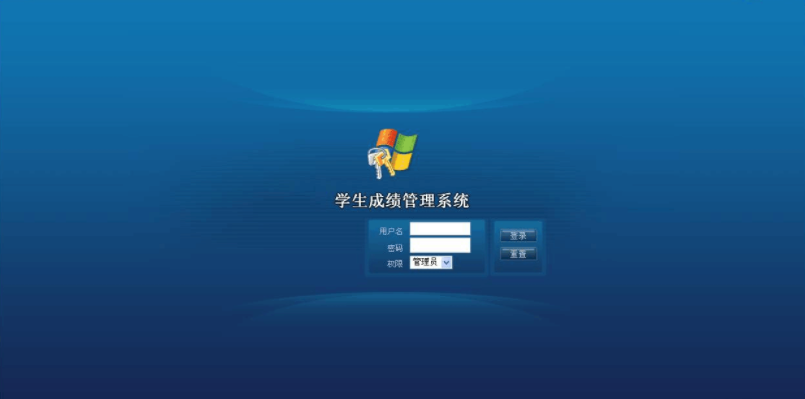 学生成绩管理系统
用户名
密码
权限 管理员
登录
重置